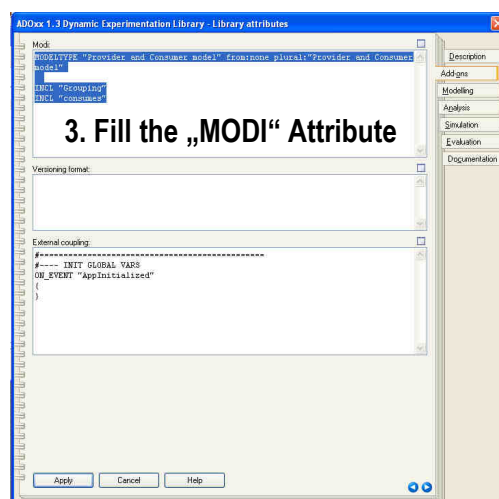 ADOxx 1.3 Dynamic Experimentation Library - Library attributes
Modi:
MODELTYPE "Provider and Consumer model" from:none plural:"Provider and Consumer
model"
INCL "Grouping"
INCL "consumes"
3. Fill the „MODI“ Attribute
Versioning format:
External coupling:
#================================================
#---- INIT GLOBAL VARS
ON_EVENT "AppInitialized"
{
}
Description
Add-ons
Modelling
Analysis
Simulation
Evaluation
Documentation
Apply
Cancel
Help